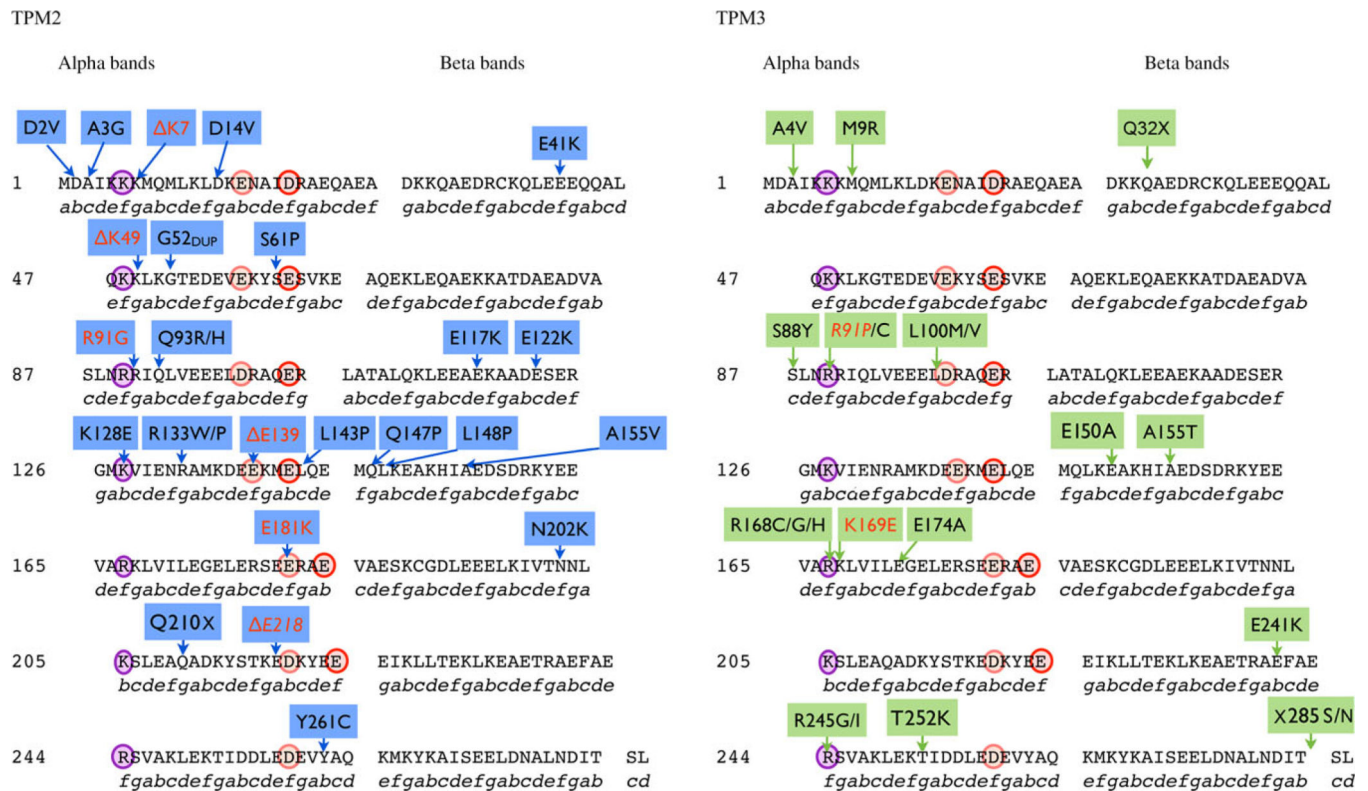 TPM2
Alpha bands Beta bands
D2V A3G ΔK7 D14V E41K
1 MDAIKKKMQMLKLDKENAIDRAEQAEA DKKQAEDRCKQLEEEQQAL
abcdefgabcdefgabcdefgabcdef gabcdefgabcdefgabcd
ΔK49 G52DUP S61P
47 QKKLKGTEDEVEKYSESVKE AQEKLEQAEKKATDAEADVA
efgabcdefgabcdefgabc defgabcdefgabcdefgab
R91G Q93R/H E117K E122K
87 SLNRRIQLVEEELDRAQER LATALQKLEEAEKAADESER
cdefgabcdefgabcdefg abcdefgabcdefgabcdef
K128E R133W/P ΔE139 L143P Q147P L148P A155V
126 GMKVIENRAMKDEEKMELQE MQLKEAKHIAEDSDRKYEE
gabcdefgabcdefgabcde fgabcdefgabcdefgabc
E181K N202K
165 VARKLVILEGELERSEERAE VAESKCGDLEEELKIVTNNL
defgabcdefgabcdefgab cdefgabcdefgabcdefga
Q210X ΔE218
205 KSLEAQADKYSTKEDKYEE EIKLLTEKLKEAETRAEFAE
bcdefgabcdefgabcdef gabcdefgabcdefgabcde
Y261C
244 RSVAKLEKTIDDLEDEVYAQ KMKYKAISEELDNALNDIT SL
fgabcdefgabcdefgabcd efgabcdefgabcdefgab cd
TPM3
Alpha bands Beta bands
A4V M9R Q32X
1 MDAIKKKMQMLKLDKENAIDRAEQAEA DKKQAEDRCKQLEEEQQAL
abcdefgabcdefgabcdefgabcdef gabcdefgabcdefgabcd
47 QKKLKGTEDEVEKYSESVKE AQEKLEQAEKKATDAEADVA
efgabcdefgabcdefgabc defgabcdefgabcdefgab
S88Y R91P/C L100M/V
87 SLNRRIQLVEEELDRAQER LATALQKLEEAEKAADESER
cdefgabcdefgabcdefg abcdefgabcdefgabcdef
E150A A155T
126 GMKVIENRAMKDEEKMELQE MQLKEAKHIAEDSDRKYEE
gabcdefgabcdefgabcde fgabcdefgabcdefgabc
R168C/G/H K169E E174A
165 VARKLVILEGELERSEERAE VAESKCGDLEEELKIVTNNL
defgabcdefgabcdefgab cdefgabcdefgabcdefga
E241K
205 KSLEAQADKYSTKEDKYEE EIKLLTEKLKEAETRAEFAE
bcdefgabcdefgabcdef gabcdefgabcdefgabcde
R245G/I T252K X285 S/N
244 RSVAKLEKTIDDLEDEVYAQ KMKYKAISEELDNALNDIT SL
fgabcdefgabcdefgabcd efgabcdefgabcdefgab cd